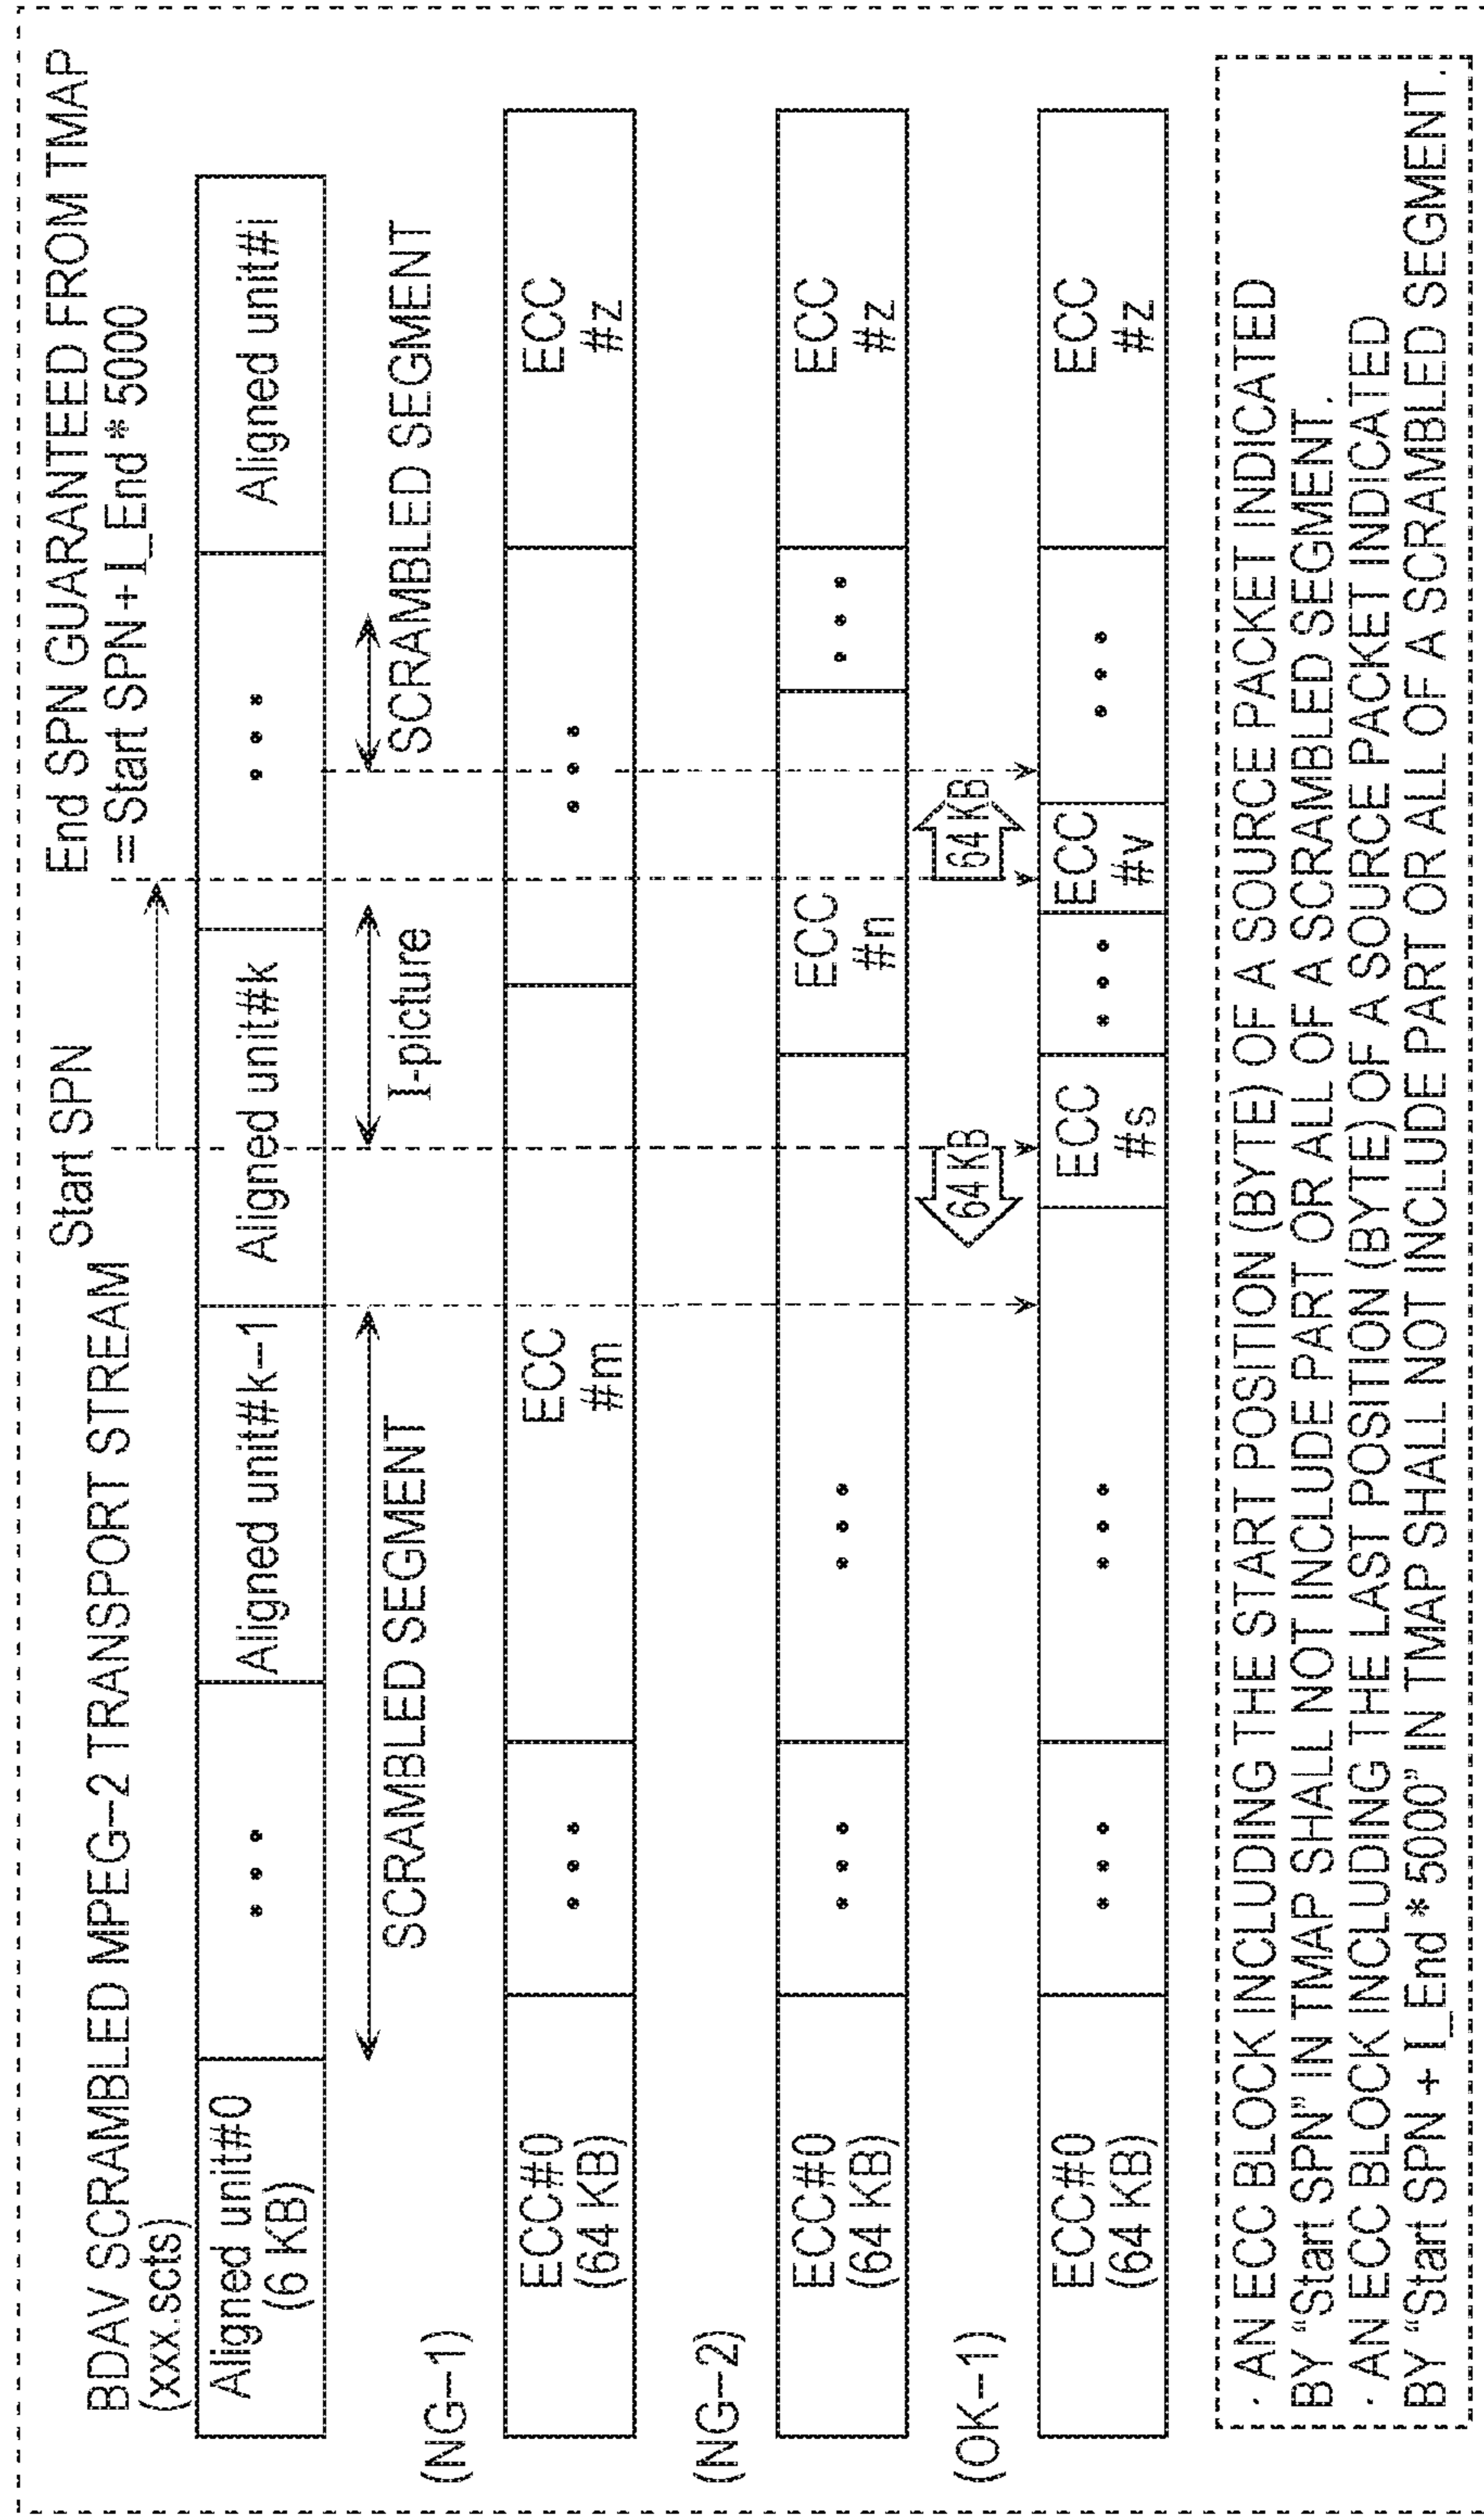 BDAV SCRAMBLED MPEG-2 TRANSPORT STREAM
(xxx.scts)
Start SPN
End SPN GUARANTEED FROM TMAP
=Start SPN + I_End * 5000
Aligned unit#0
(6 KB)
• • •
Aligned unit#k-1
Aligned unit#k
• • •
Aligned unit#i
SCRAMBLED SEGMENT
I-picture
SCRAMBLED SEGMENT
(NG-1)
ECC#0
(64 KB)
• • •
ECC
#m
• • •
ECC
#z
(NG-2)
ECC#0
(64 KB)
• • •
• • •
ECC
#n
• • •
ECC
#z
64 KB
64 KB
(OK-1)
ECC#0
(64 KB)
• • •
• • •
ECC
#s
• • •
ECC
#v
• • •
ECC
#z
· AN ECC BLOCK INCLUDING THE START POSITION (BYTE) OF A SOURCE PACKET INDICATED
BY "Start SPN" IN TMAP SHALL NOT INCLUDE PART OR ALL OF A SCRAMBLED SEGMENT.
· AN ECC BLOCK INCLUDING THE LAST POSITION (BYTE) OF A SOURCE PACKET INDICATED
BY "Start SPN + I_End * 5000" IN TMAP SHALL NOT INCLUDE PART OR ALL OF A SCRAMBLED SEGMENT.